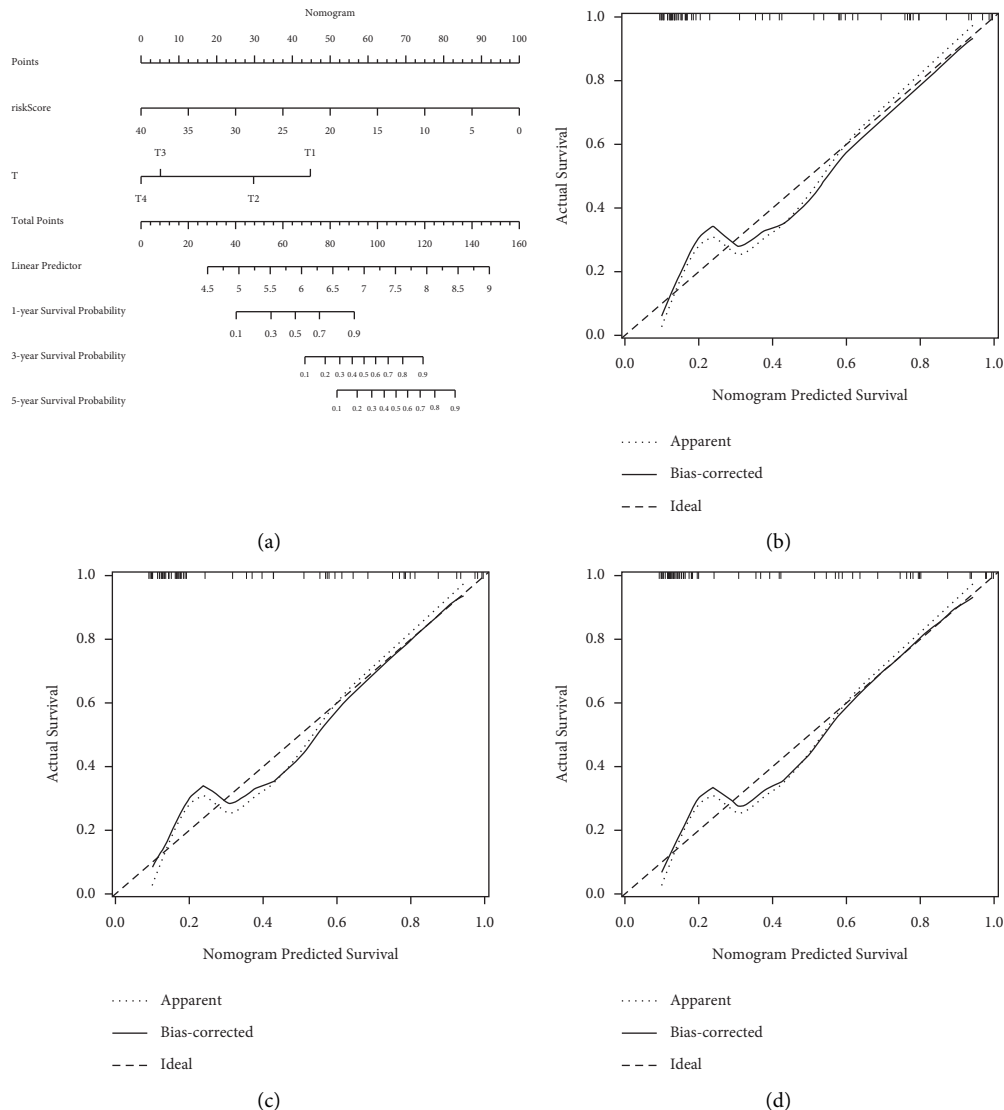 Nomogram
0 10 20 30 40 50 60 70 80 90 100
Points
riskScore
40 35 30 25 20 15 10 5 0
T3 T1
T
T4 T2
Total Points
0 20 40 60 80 100 120 140 160
Linear Predictor
4.5 5 5.5 6 6.5 7 7.5 8 8.5 9
1-year Survival Probability
0.1 0.3 0.5 0.7 0.9
3-year Survival Probability
0.1 0.2 0.3 0.4 0.5 0.6 0.7 0.8 0.9
5-year Survival Probability
0.1 0.2 0.3 0.4 0.5 0.6 0.7 0.8 0.9
(a)
1.0
0.8
0.6
0.4
0.2
0.0
Actual Survival
0.0 0.2 0.4 0.6 0.8 1.0
Nomogram Predicted Survival
Apparent
Bias-corrected
Ideal
(b)
1.0
0.8
0.6
0.4
0.2
0.0
Actual Survival
0.0 0.2 0.4 0.6 0.8 1.0
Nomogram Predicted Survival
Apparent
Bias-corrected
Ideal
(c)
1.0
0.8
0.6
0.4
0.2
0.0
Actual Survival
0.0 0.2 0.4 0.6 0.8 1.0
Nomogram Predicted Survival
Apparent
Bias-corrected
Ideal
(d)